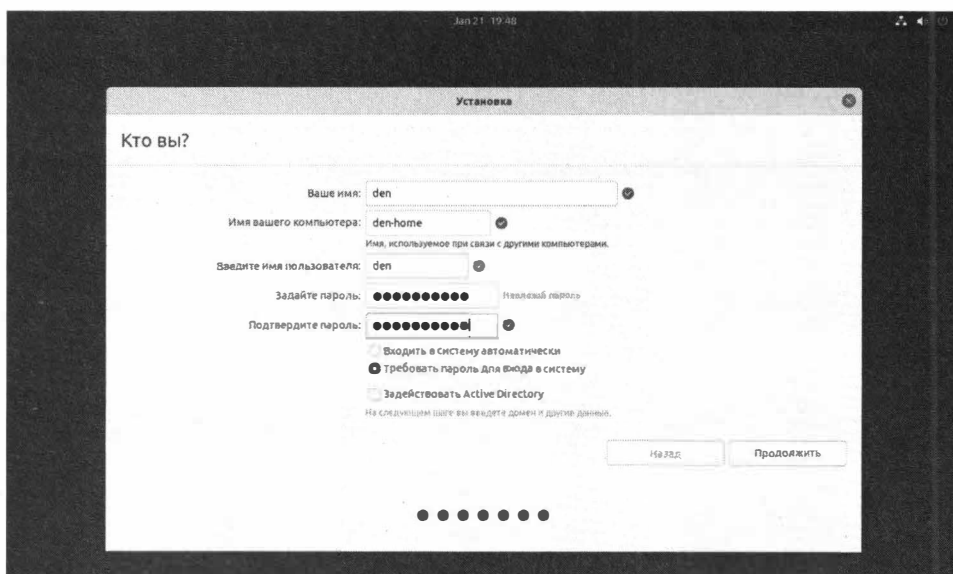 Jan 21 19:48
Установка
Кто вы?
Ваше имя: den
Имя вашего компьютера: den-home
Имя, используемое при связи с другими компьютерами.
Введите имя пользователя: den
Задайте пароль: ●●●●●●●●●● Неплохой пароль
Подтвердите пароль: ●●●●●●●●●●
Входить в систему автоматически
Требовать пароль для входа в систему
Задействовать Active Directory
На следующем шаге вы введете домен и другие данные.
Назад Продолжить